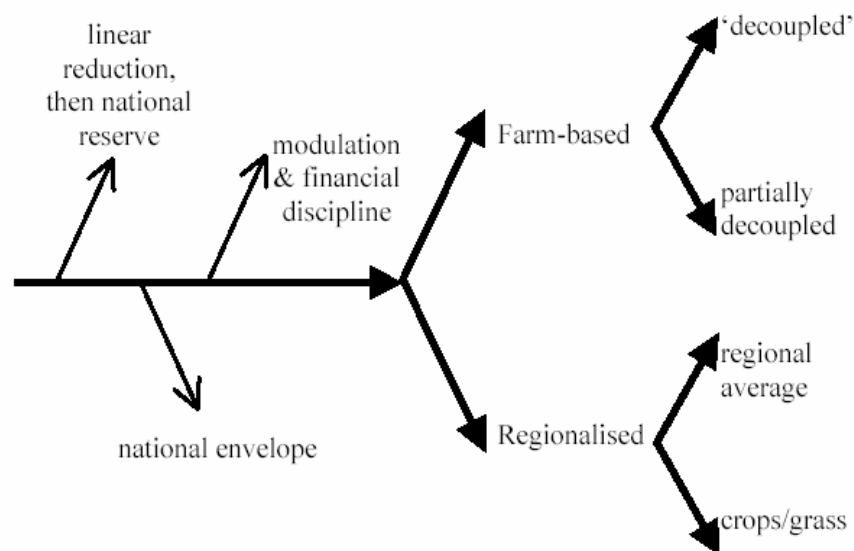 linear
reduction,
then national
reserve
modulation
& financial
discipline
national envelope
Farm-based
‘decoupled’
partially
decoupled
Regionalised
regional
average
crops/grass